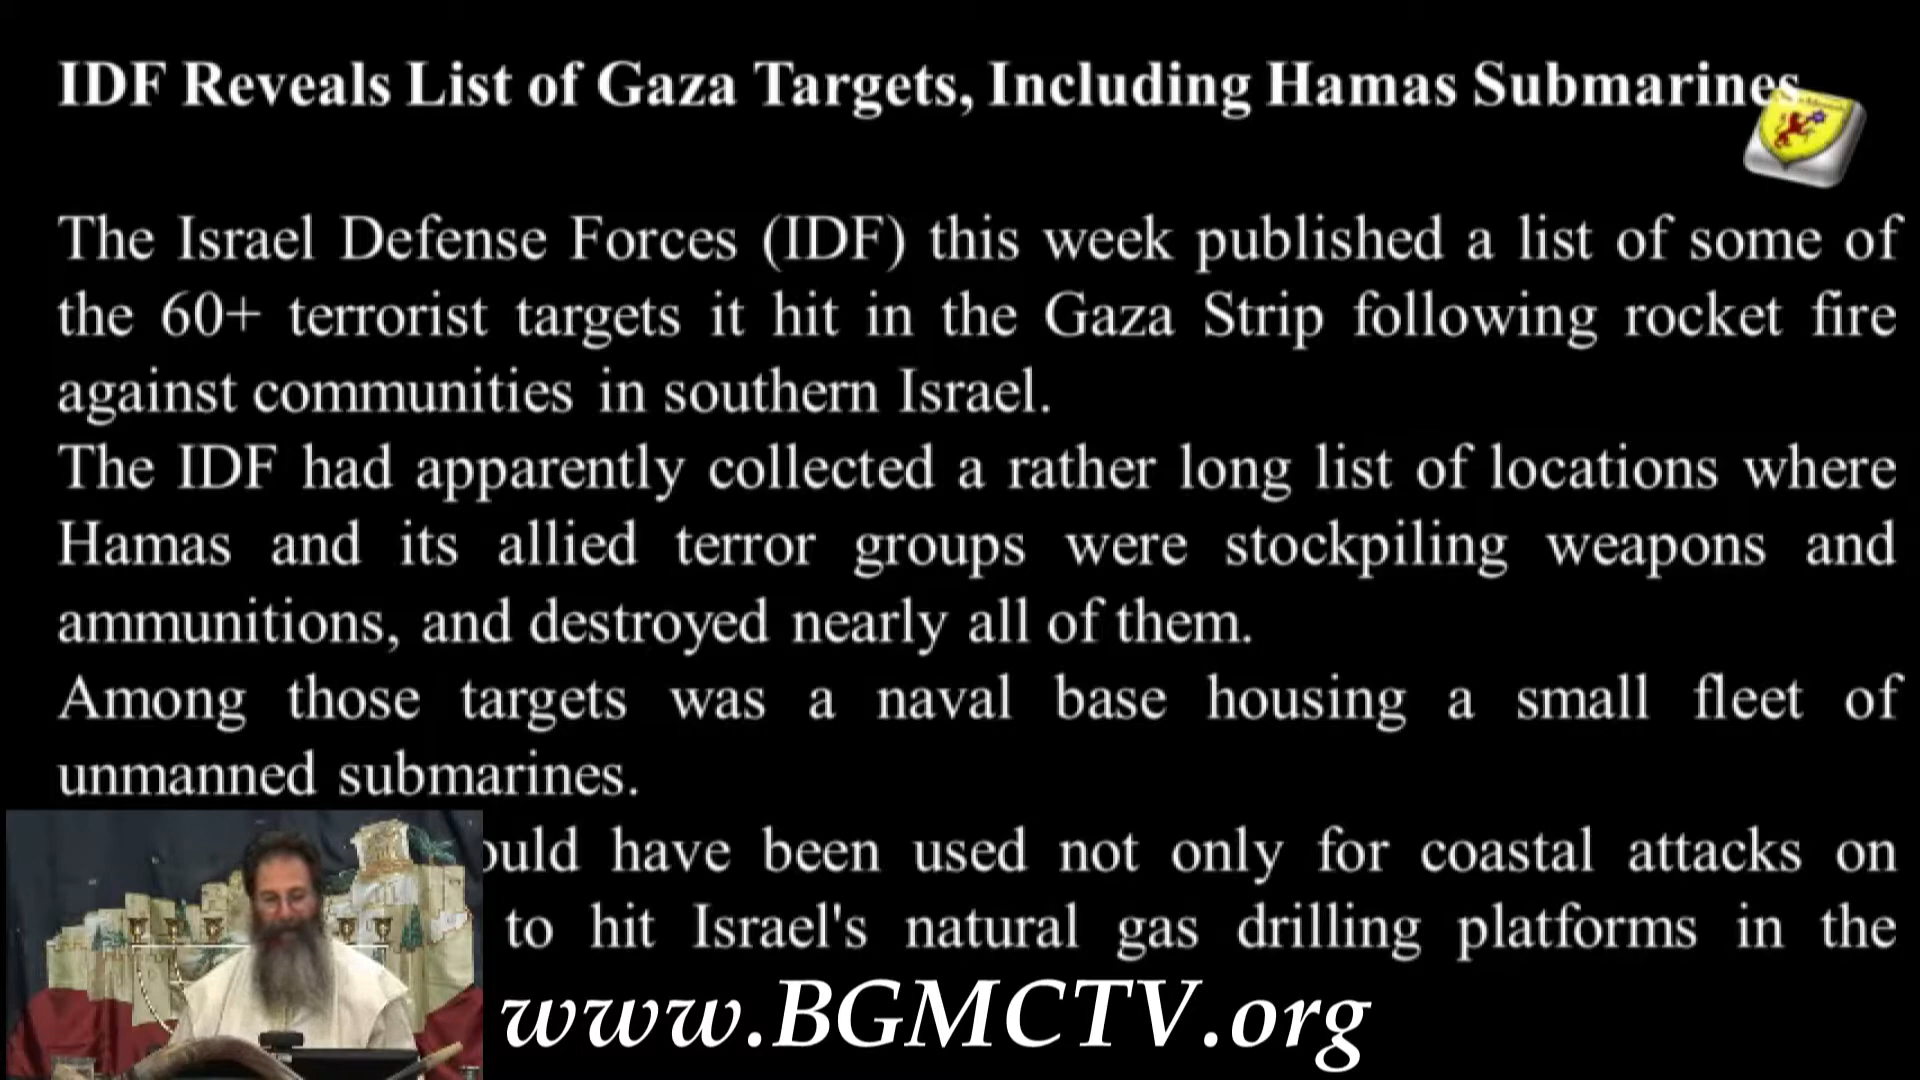 IDF Reveals List of Gaza Targets, Including Hamas Submarines
The Israel Defense Forces (IDF) this week published a list of some of
the 60+ terrorist targets it hit in the Gaza Strip following rocket fire
against communities in southern Israel.
The IDF had apparently collected a rather long list of locations where
Hamas and its allied terror groups were stockpiling weapons and
ammunitions, and destroyed nearly all of them.
Among those targets was a naval base housing a small fleet of
unmanned submarines.
have been used not only for coastal attacks on
to hit Israel's natural gas drilling platforms in the
www.BGMCTV.org